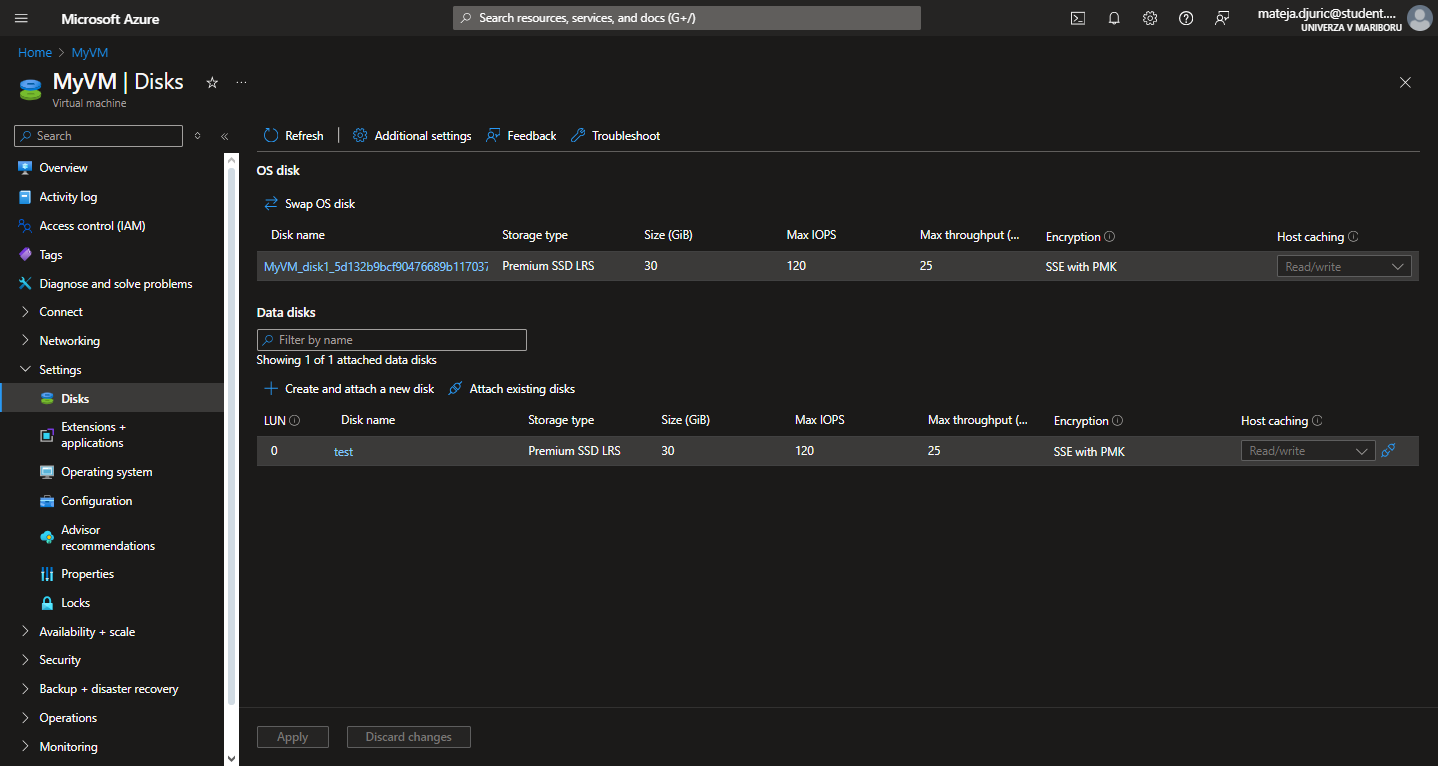 Microsoft Azure
Search resources, services, and docs (G+/)
mateja.djuric@student....
UNIVERZA V MARIBORU
Home > MyVM
MyVM | Disks
Virtual machine
Search
Refresh
Additional settings
Feedback
Troubleshoot
Overview
Activity log
Access control (IAM)
Tags
Diagnose and solve problems
Connect
Networking
Settings
Disks
Extensions +
applications
Operating system
Configuration
Advisor
recommendations
Properties
Locks
Availability + scale
Security
Backup + disaster recovery
Operations
Monitoring
OS disk
Swap OS disk
Disk name Storage type Size (GiB) Max IOPS Max throughput (... Encryption Host caching
MyVM_disk1_5d132b9bcf90476689b117037 Premium SSD LRS 30 120 25 SSE with PMK Read/write
Data disks
Filter by name
Showing 1 of 1 attached data disks
Create and attach a new disk Attach existing disks
LUN Disk name Storage type Size (GiB) Max IOPS Max throughput (... Encryption Host caching
0 test Premium SSD LRS 30 120 25 SSE with PMK Read/write
Apply Discard changes